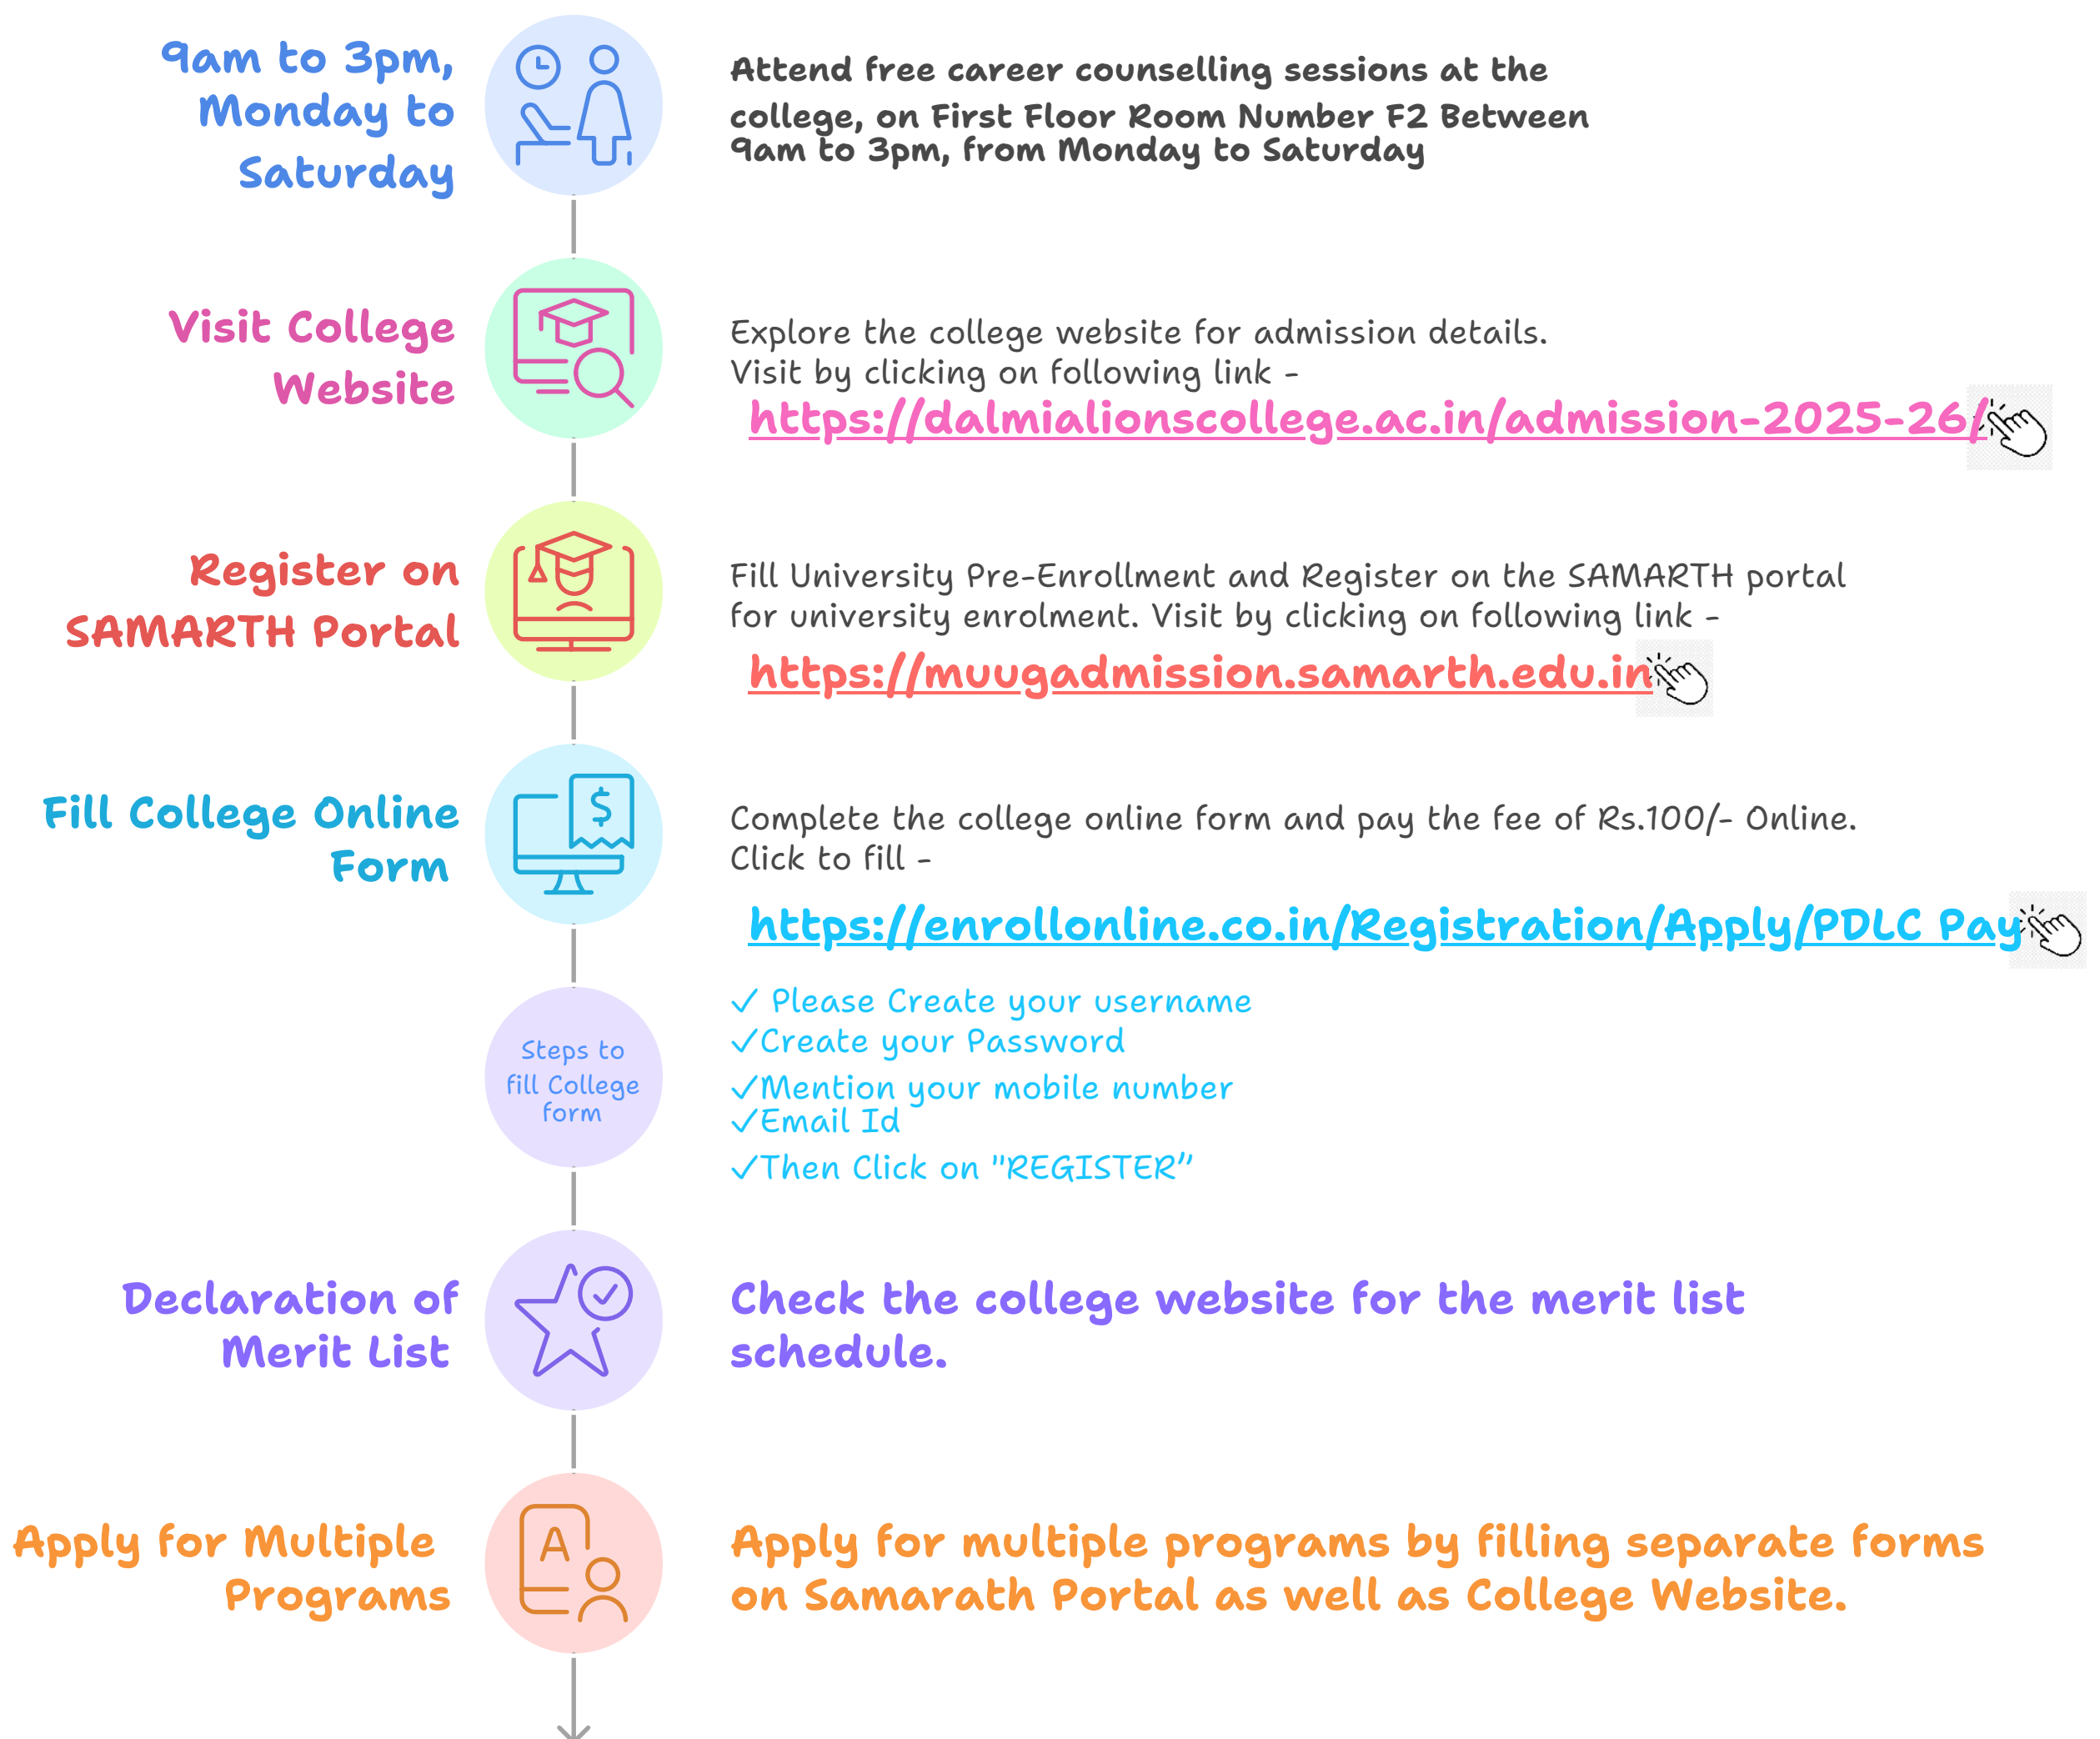 9am to 3pm,
Monday to
Saturday
Attend free career counselling sessions at the
college, on First Floor Room Number F2 Between
9am to 3pm, from Monday to Saturday
Visit College
Website
Explore the college website for admission details.
Visit by clicking on following link -
https://dalmialionscollege.ac.in/admission-2025-26/
Register on
SAMARTH Portal
Fill University Pre-Enrollment and Register on the SAMARTH portal
for university enrolment. Visit by clicking on following link -
https://muugadmission.samarth.edu.in
Fill College Online
Form
$
Complete the college online form and pay the fee of Rs.100/- Online.
Click to fill -
https://enrollonline.co.in/Registration/Apply/PDLC Pay
Steps to
fill College
form
✓ Please Create your username
✓Create your Password
✓Mention your mobile number
✓Email Id
✓Then Click on "REGISTER”
Declaration of
Merit List
Check the college website for the merit list
schedule.
Apply for Multiple
Programs
A
Apply for multiple programs by filling separate forms
on Samarath Portal as well as College Website.